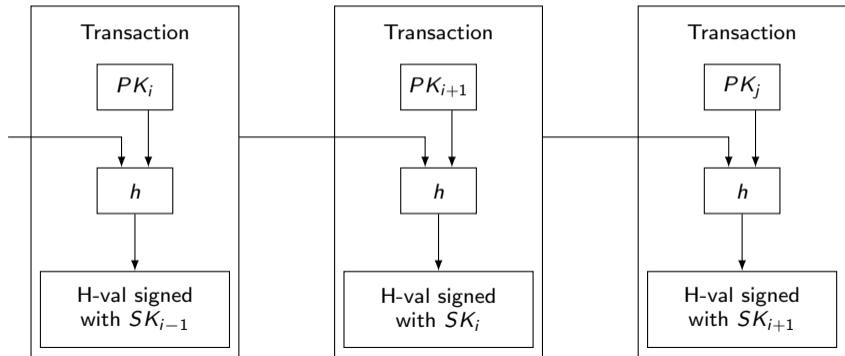 Transaction
Transaction
Transaction
PK_i
PK_{i+1}
PK_j
h
h
h
H-val signed
with SK_{i−1}
H-val signed
with SK_i
H-val signed
with SK_{i+1}